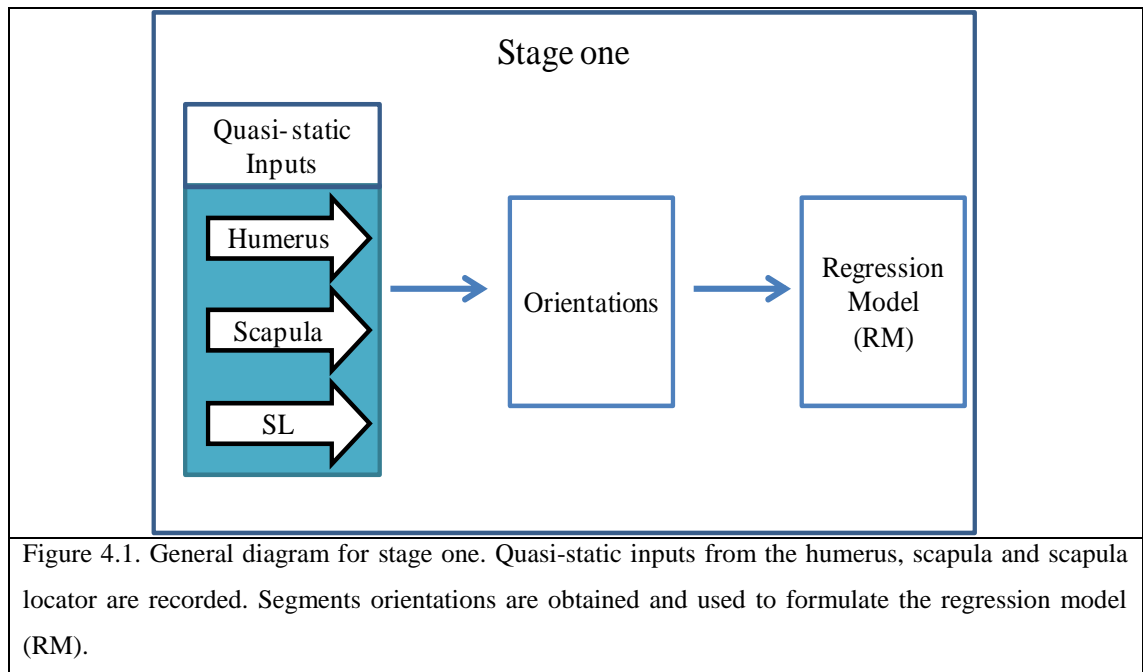 Stage one
Quasi-static
Inputs
Humerus
Scapula
SL
Orientations
Regression
Model
(RM)
Figure 4.1. General diagram for stage one. Quasi-static inputs from the humerus, scapula and scapula
locator are recorded. Segments orientations are obtained and used to formulate the regression model
(RM).